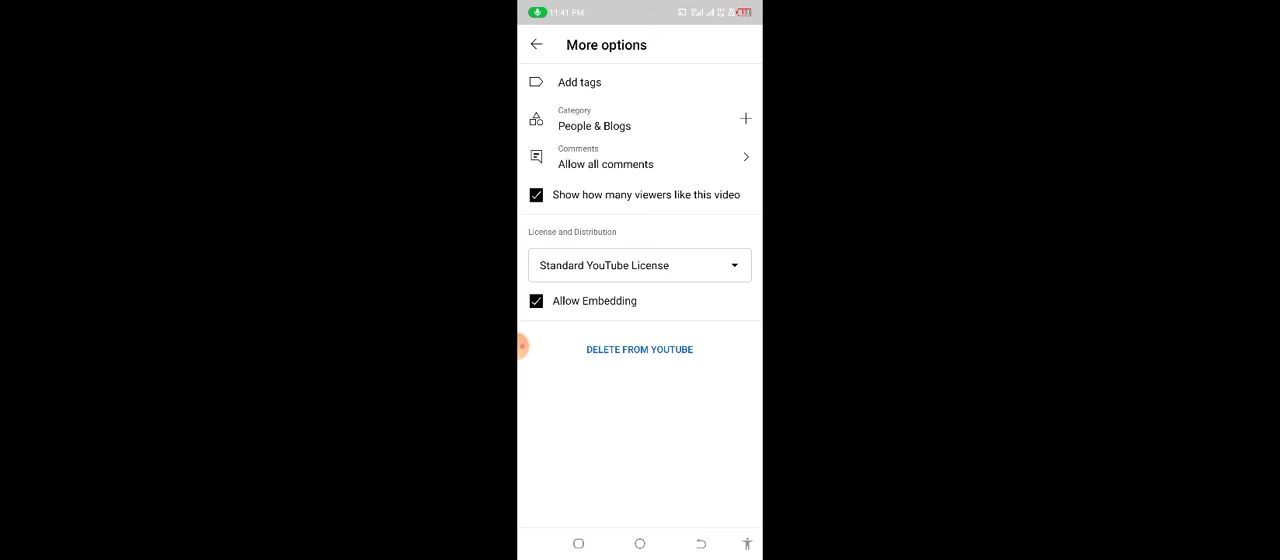 11:41 PM
More options
Add tags
Category
People & Blogs
Comments
Allow all comments
Show how many viewers like this video
License and Distribution
Standard YouTube License
Allow Embedding
DELETE FROM YOUTUBE